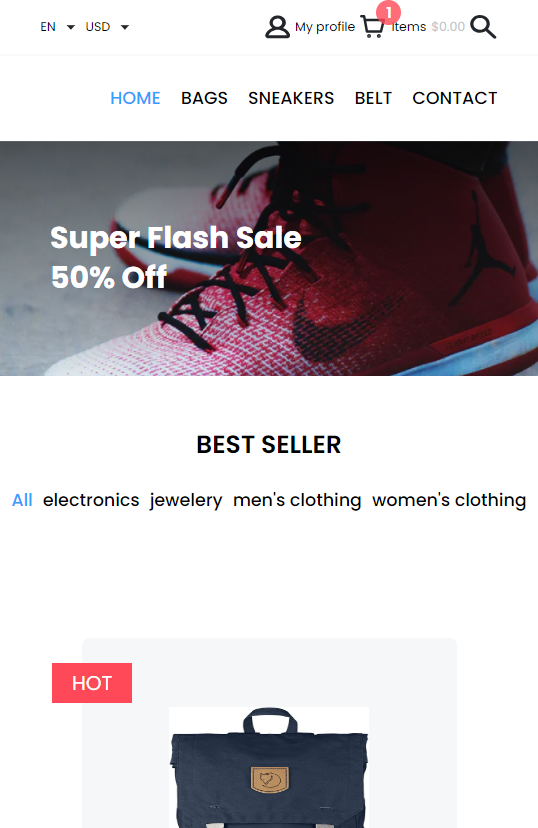 EN USD My profile 1 Items $0.00
HOME BAGS SNEAKERS BELT CONTACT
Super Flash Sale
50% Off
BEST SELLER
All electronics jewelery men's clothing women's clothing
HOT